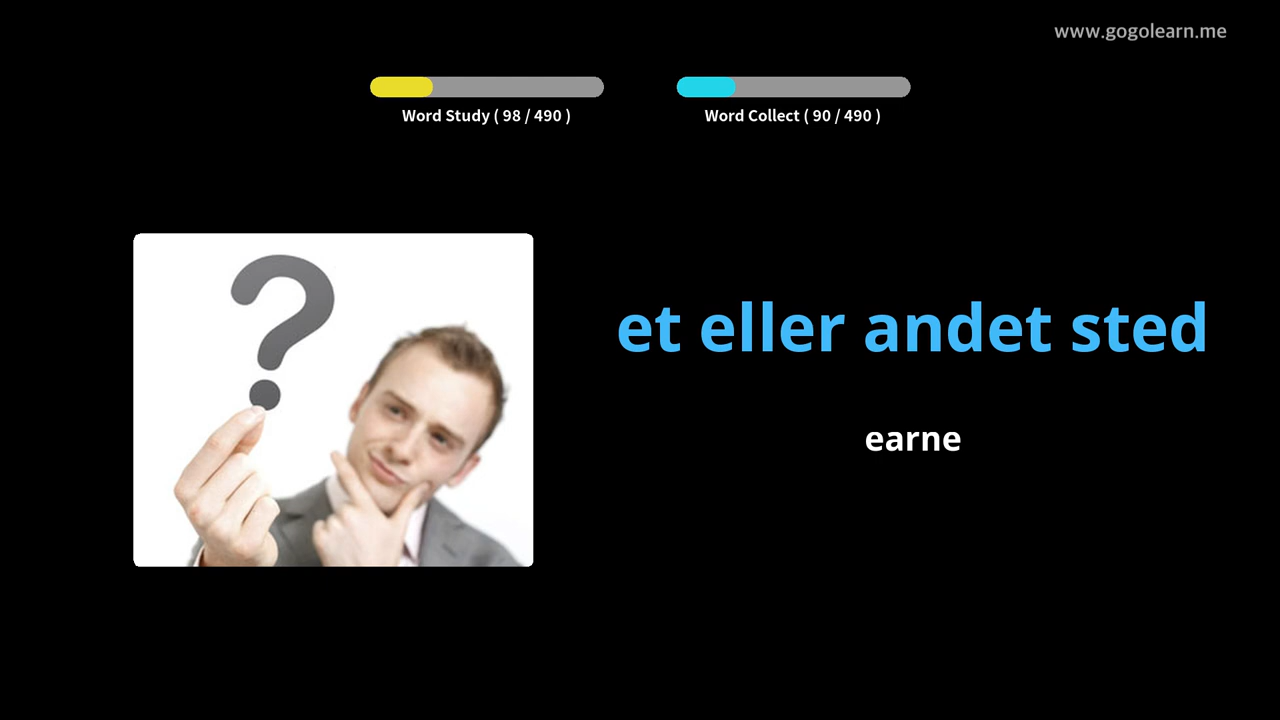 www.gogolearn.me
Word Study ( 98 / 490 )
Word Collect ( 90 / 490 )
?
et eller andet sted
earne